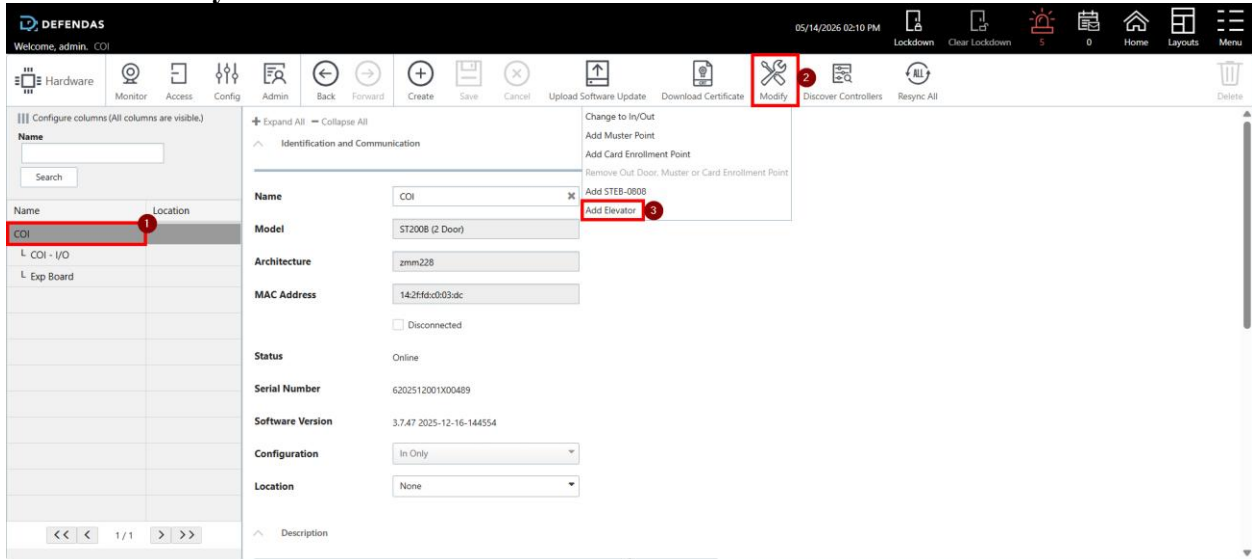 DEFENDAS
Welcome, admin. COI
05/14/2026 02:10 PM
Lockdown
Clear Lockdown
5
0
Home
Layouts
Menu
Hardware
Monitor
Access
Config
Admin
Back
Forward
Create
Save
Cancel
Upload Software Update
Download Certificate
Modify
2
Discover Controllers
ALL
Resync All
Delete
Configure columns (All columns are visible.)
Name
Search
Name Location
COI
1
└ COI - I/O
└ Exp Board
<< < 1 / 1 > >>
+ Expand All − Collapse All
Identification and Communication
Name COI
Model ST200B (2 Door)
Architecture zmm228
MAC Address 14:2f:fd:c0:03:dc
Disconnected
Status Online
Serial Number 6202512001X00489
Software Version 3.7.47 2025-12-16-144554
Configuration In Only
Location None
Description
Change to In/Out
Add Muster Point
Add Card Enrollment Point
Remove Out Door, Muster or Card Enrollment Point
Add STEB-0808
Add Elevator
3